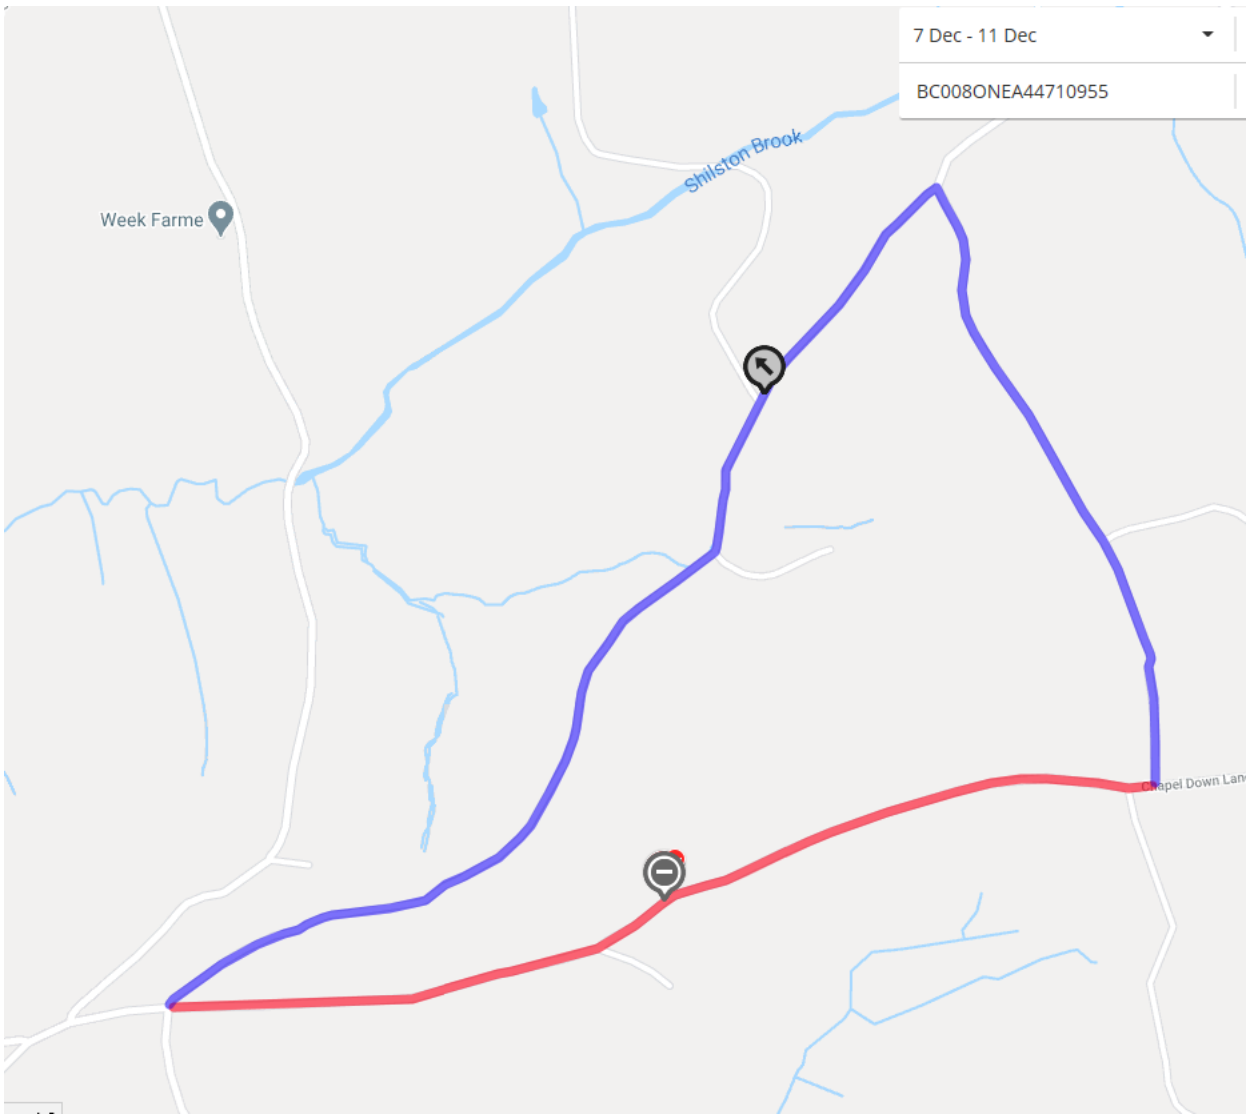 7 Dec - 11 Dec
BC008ONEA44710955
Shilston Brook
Week Farme
Chapel Down Lan